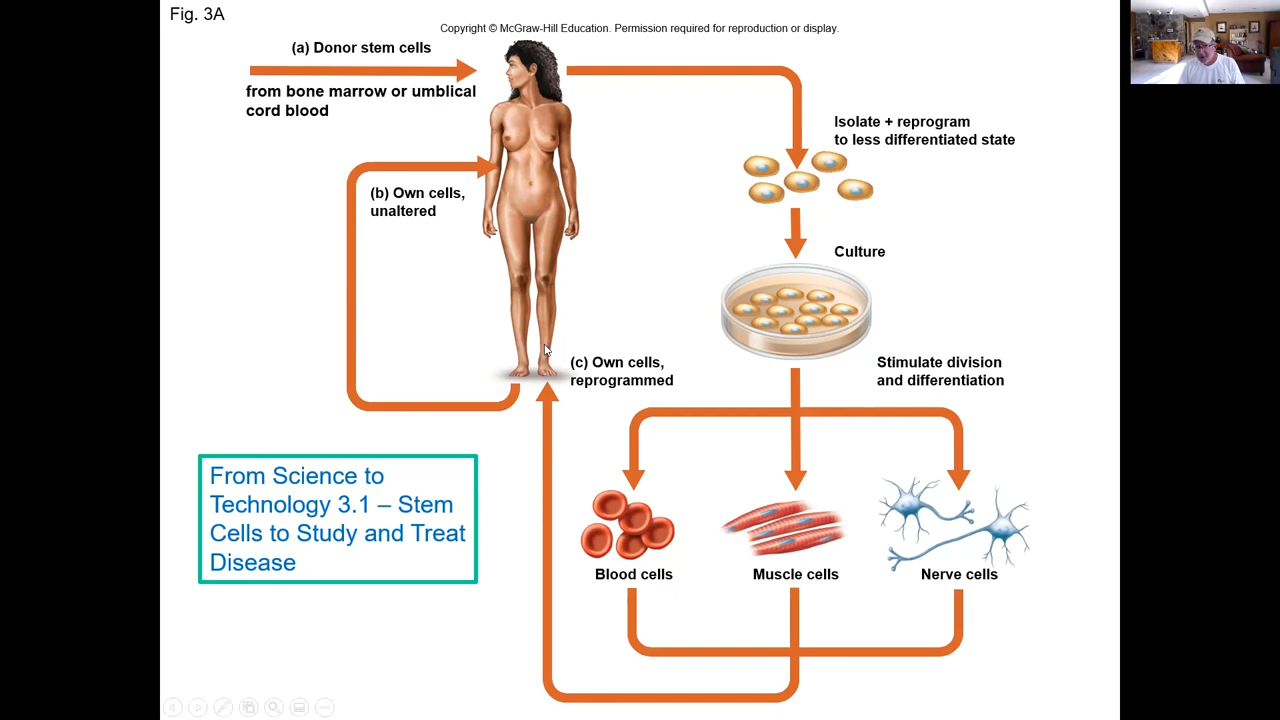 Fig. 3A
Copyright © McGraw-Hill Education. Permission required for reproduction or display.
(a) Donor stem cells
from bone marrow or umblical
cord blood
Isolate + reprogram
to less differentiated state
(b) Own cells,
unaltered
Culture
(c) Own cells,
reprogrammed
Stimulate division
and differentiation
From Science to
Technology 3.1 – Stem
Cells to Study and Treat
Disease
Blood cells
Muscle cells
Nerve cells